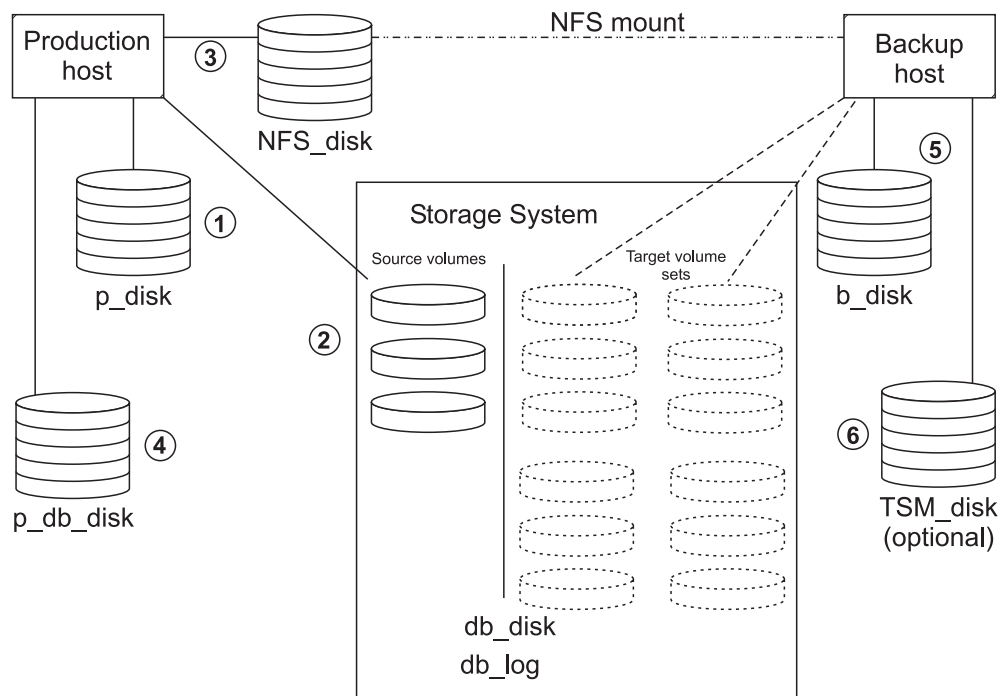 NFS mount
Production
host
3
NFS_disk
Backup
host
5
1
p_disk
b_disk
Storage System
Source volumes
Target volume
sets
2
4
p_db_disk
6
TSM_disk
(optional)
db_disk
db_log